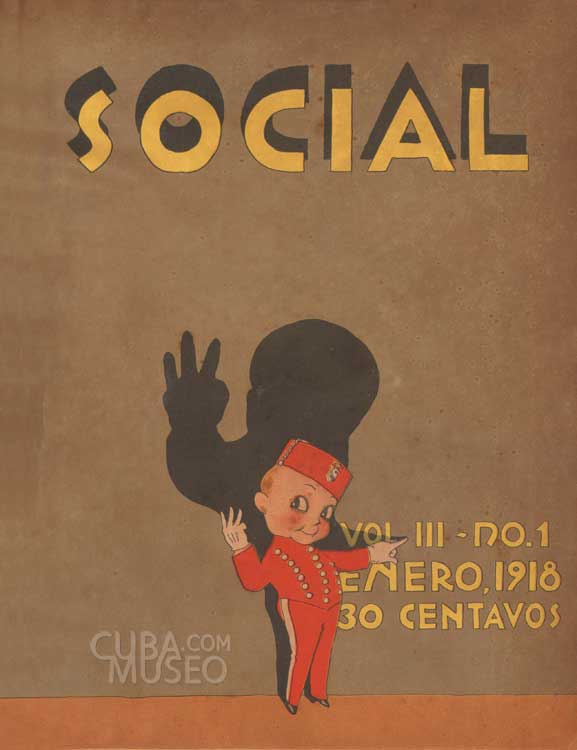 SOCIAL
VOL III - NO. 1
ENERO, 1918
30 CENTAVOS
CUBA.COM
MUSEO